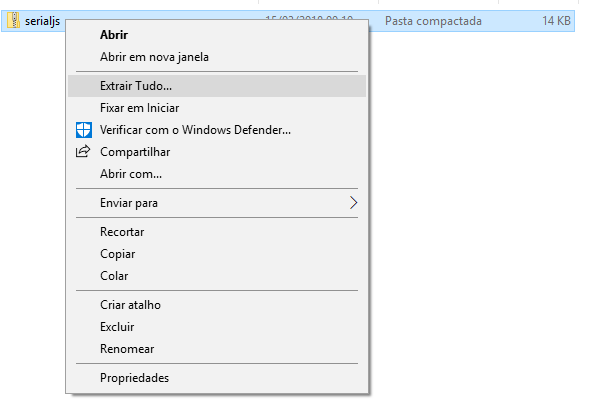 serialjs Pasta compactada 14 KB
Abrir
Abrir em nova janela
Extrair Tudo...
Fixar em Iniciar
Verificar com o Windows Defender...
Compartilhar
Abrir com...
Enviar para
Recortar
Copiar
Colar
Criar atalho
Excluir
Renomear
Propriedades